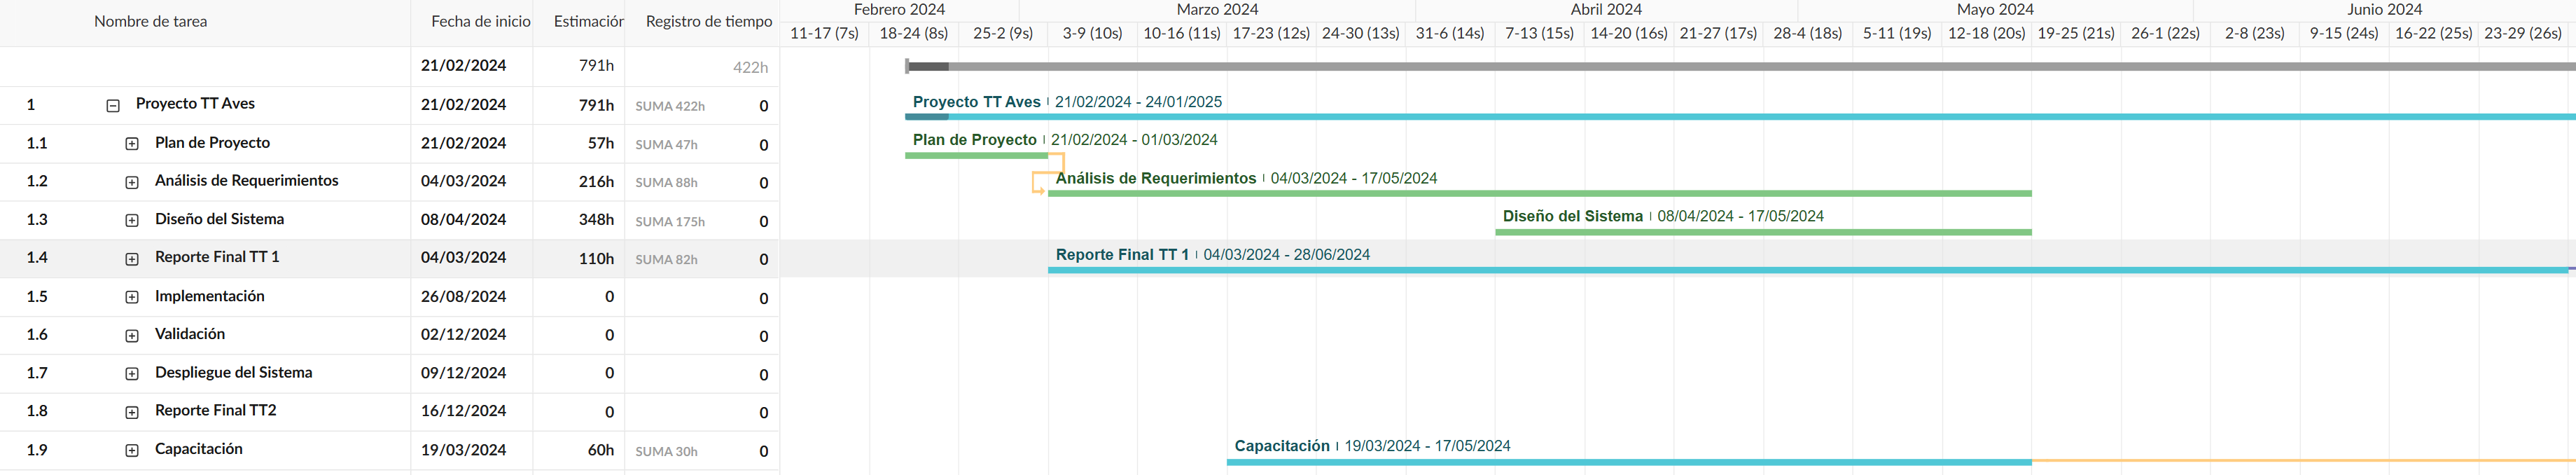 Nombre de tarea Fecha de inicio Estimaciór Registro de tiempo
Febrero 2024 Marzo 2024 Abril 2024 Mayo 2024 Junio 2024
11-17 (7s) 18-24 (8s) 25-2 (9s) 3-9 (10s) 10-16 (11s) 17-23 (12s) 24-30 (13s) 31-6 (14s) 7-13 (15s) 14-20 (16s) 21-27 (17s) 28-4 (18s) 5-11 (19s) 12-18 (20s) 19-25 (21s) 26-1 (22s) 2-8 (23s) 9-15 (24s) 16-22 (25s) 23-29 (26s)
21/02/2024 791h 422h
1 Proyecto TT Aves 21/02/2024 791h SUMA 422h 0 Proyecto TT Aves 21/02/2024 - 24/01/2025
1.1 Plan de Proyecto 21/02/2024 57h SUMA 47h 0 Plan de Proyecto 21/02/2024 - 01/03/2024
1.2 Análisis de Requerimientos 04/03/2024 216h SUMA 88h 0 Análisis de Requerimientos 04/03/2024 - 17/05/2024
1.3 Diseño del Sistema 08/04/2024 348h SUMA 175h 0 Diseño del Sistema 08/04/2024 - 17/05/2024
1.4 Reporte Final TT 1 04/03/2024 110h SUMA 82h 0 Reporte Final TT 1 04/03/2024 - 28/06/2024
1.5 Implementación 26/08/2024 0 0
1.6 Validación 02/12/2024 0 0
1.7 Despliegue del Sistema 09/12/2024 0 0
1.8 Reporte Final TT2 16/12/2024 0 0
1.9 Capacitación 19/03/2024 60h SUMA 30h 0 Capacitación 19/03/2024 - 17/05/2024